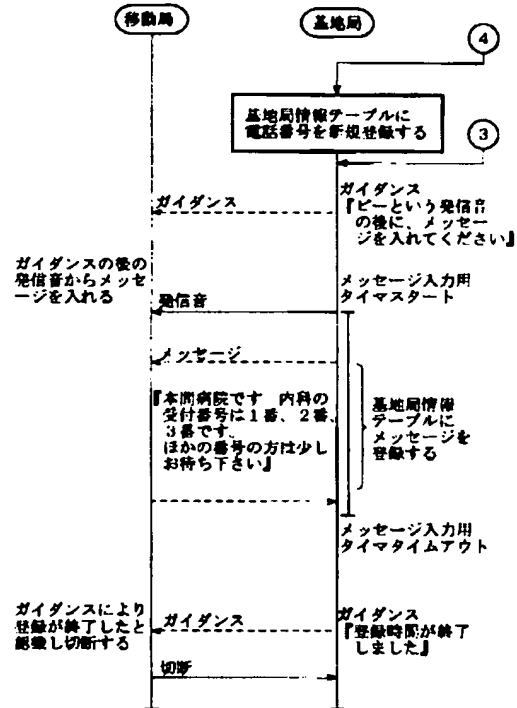 移動局
基地局
④
基地局情報テーブルに
電話番号を新規登録する
③
ガイダンス
ガイダンス
『ピーという発信音
の後に、メッセー
ジを入れてください』
ガイダンスの後の
発信音からメッセ
ージを入れる
メッセージ入力用
タイマスタート
発信音
メッセージ
『本間病院です 内科の
受付番号は1番、2番、
3番です。
ほかの番号の方は少し
お待ち下さい』
基地局情報
テーブルに
メッセージを
登録する
メッセージ入力用
タイマタイムアウト
ガイダンスにより
登録が終了したと
認識し切断する
ガイダンス
ガイダンス
『登録時間が終了
しました』
切断